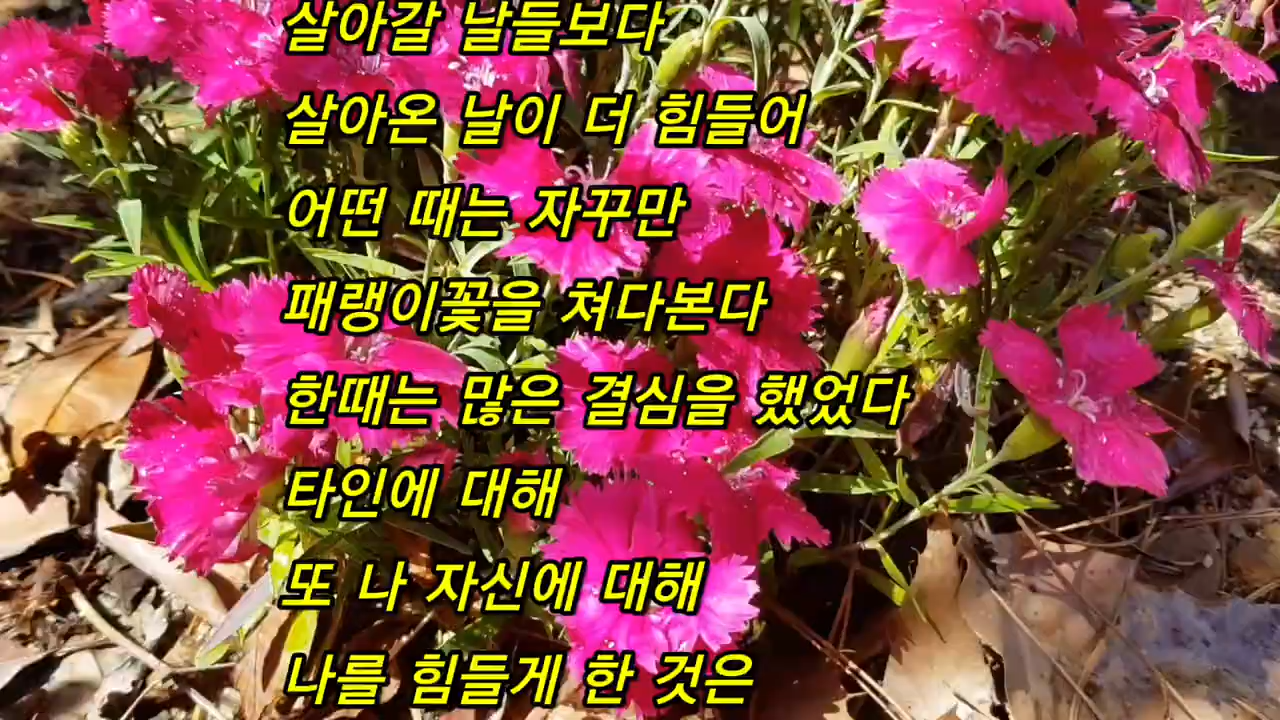 살아갈 날들보다
살아온 날이 더 힘들어
어떤 때는 자꾸만
패랭이꽃을 쳐다본다
한때는 많은 결심을 했었다
타인에 대해
또 나 자신에 대해
나를 힘들게 한 것은